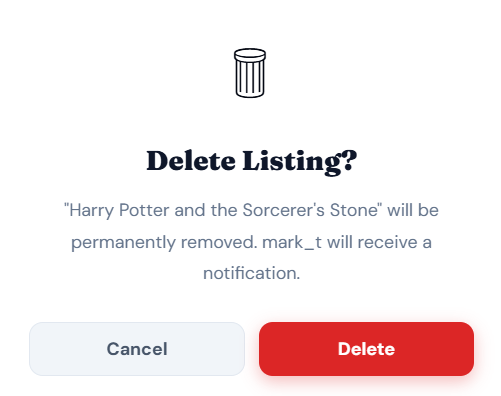 Delete Listing?
"Harry Potter and the Sorcerer's Stone" will be
permanently removed. mark_t will receive a
notification.
Cancel
Delete